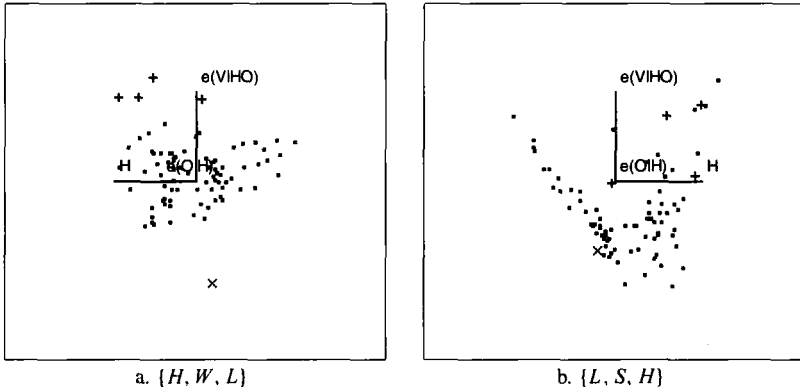 e(V|HO)
H
e(O|H)
a. {H, W, L}
e(V|HO)
e(O|H)
H
b. {L, S, H}